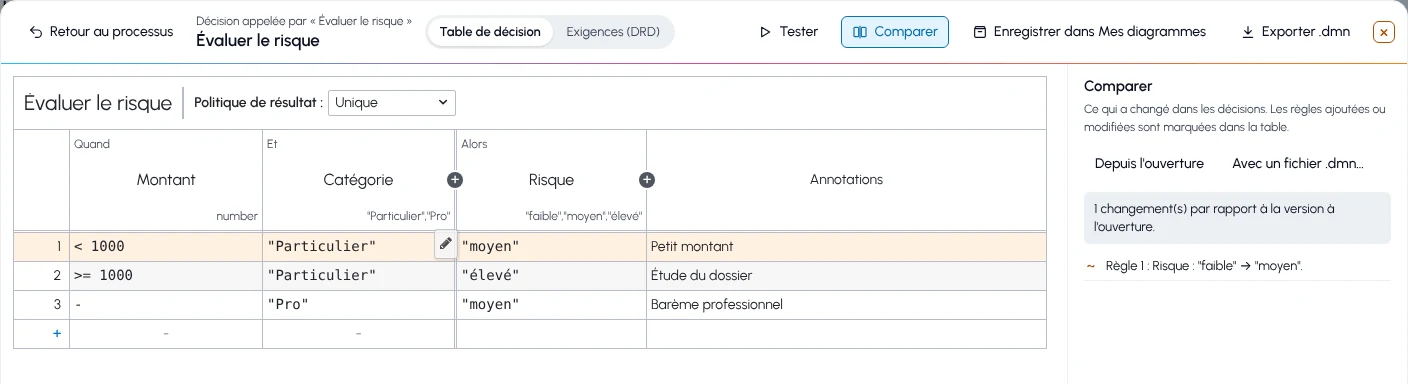 Retour au processus
Décision appelée par « Évaluer le risque »
Évaluer le risque
Table de décision
Exigences (DRD)
Tester
Comparer
Enregistrer dans Mes diagrammes
Exporter .dmn
Évaluer le risque
Politique de résultat :
Unique
Quand
Et
Alors
Montant
Catégorie
Risque
Annotations
number
"Particulier","Pro"
"faible","moyen","élevé"
1 < 1000 "Particulier" "moyen" Petit montant
2 >= 1000 "Particulier" "élevé" Étude du dossier
3 - "Pro" "moyen" Barème professionnel
+ - -
Comparer
Ce qui a changé dans les décisions. Les règles ajoutées ou
modifiées sont marquées dans la table.
Depuis l'ouverture
Avec un fichier .dmn...
1 changement(s) par rapport à la version à
l'ouverture.
~ Règle 1 : Risque : "faible" → "moyen".